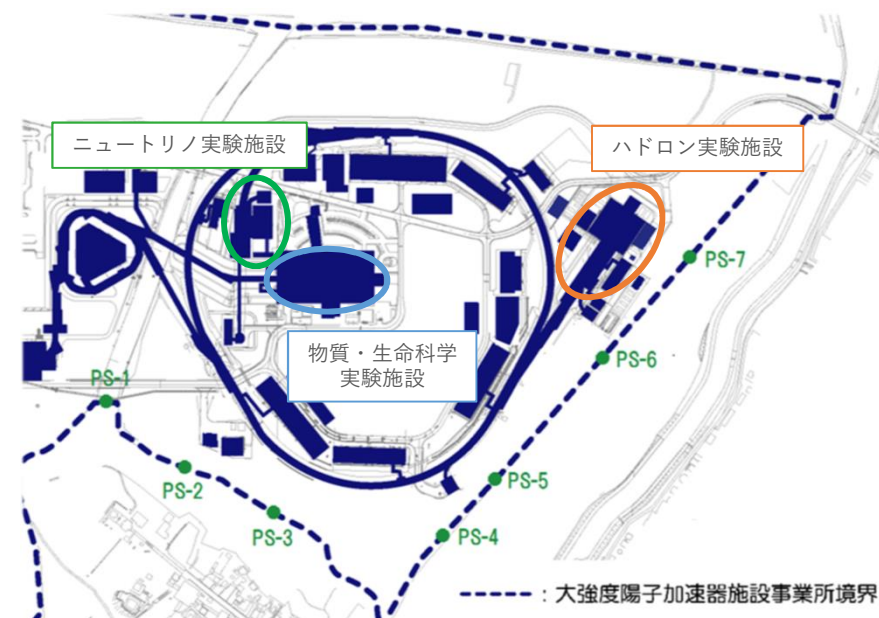 ニュートリノ実験施設
ハドロン実験施設
PS-7
物質・生命科学
実験施設
PS-6
PS-1
PS-2
PS-5
PS-3
PS-4
-----：大強度陽子加速器施設事業所境界